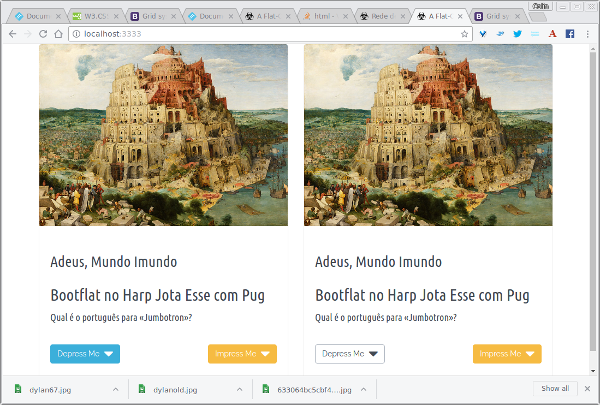 Docum
W3.CSS
Grid sy
Docum
A Flat-
html -
Rede d
A Flat-
Grid sy
Colin
localhost:3333
Adeus, Mundo Imundo
Adeus, Mundo Imundo
Bootflat no Harp Jota Esse com Pug
Bootflat no Harp Jota Esse com Pug
Qual é o português para «Jumbotron»?
Qual é o português para «Jumbotron»?
Depress Me
Impress Me
Depress Me
Impress Me
dylan67.jpg
dylanold.jpg
633064bc5cbf4....jpg
Show all